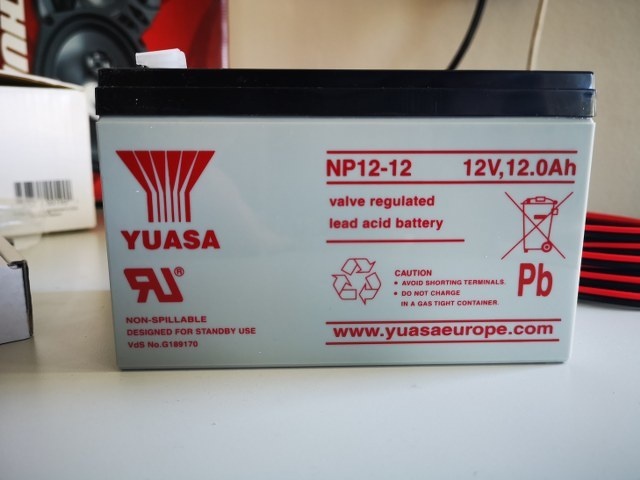 YUASA
NON-SPILLABLE
DESIGNED FOR STANDBY USE
VdS No.G189170
NP12-12 12V,12.0Ah
valve regulated
lead acid battery
CAUTION
• AVOID SHORTING TERMINALS.
• DO NOT CHARGE
IN A GAS TIGHT CONTAINER.
Pb
www.yuasaeurope.com